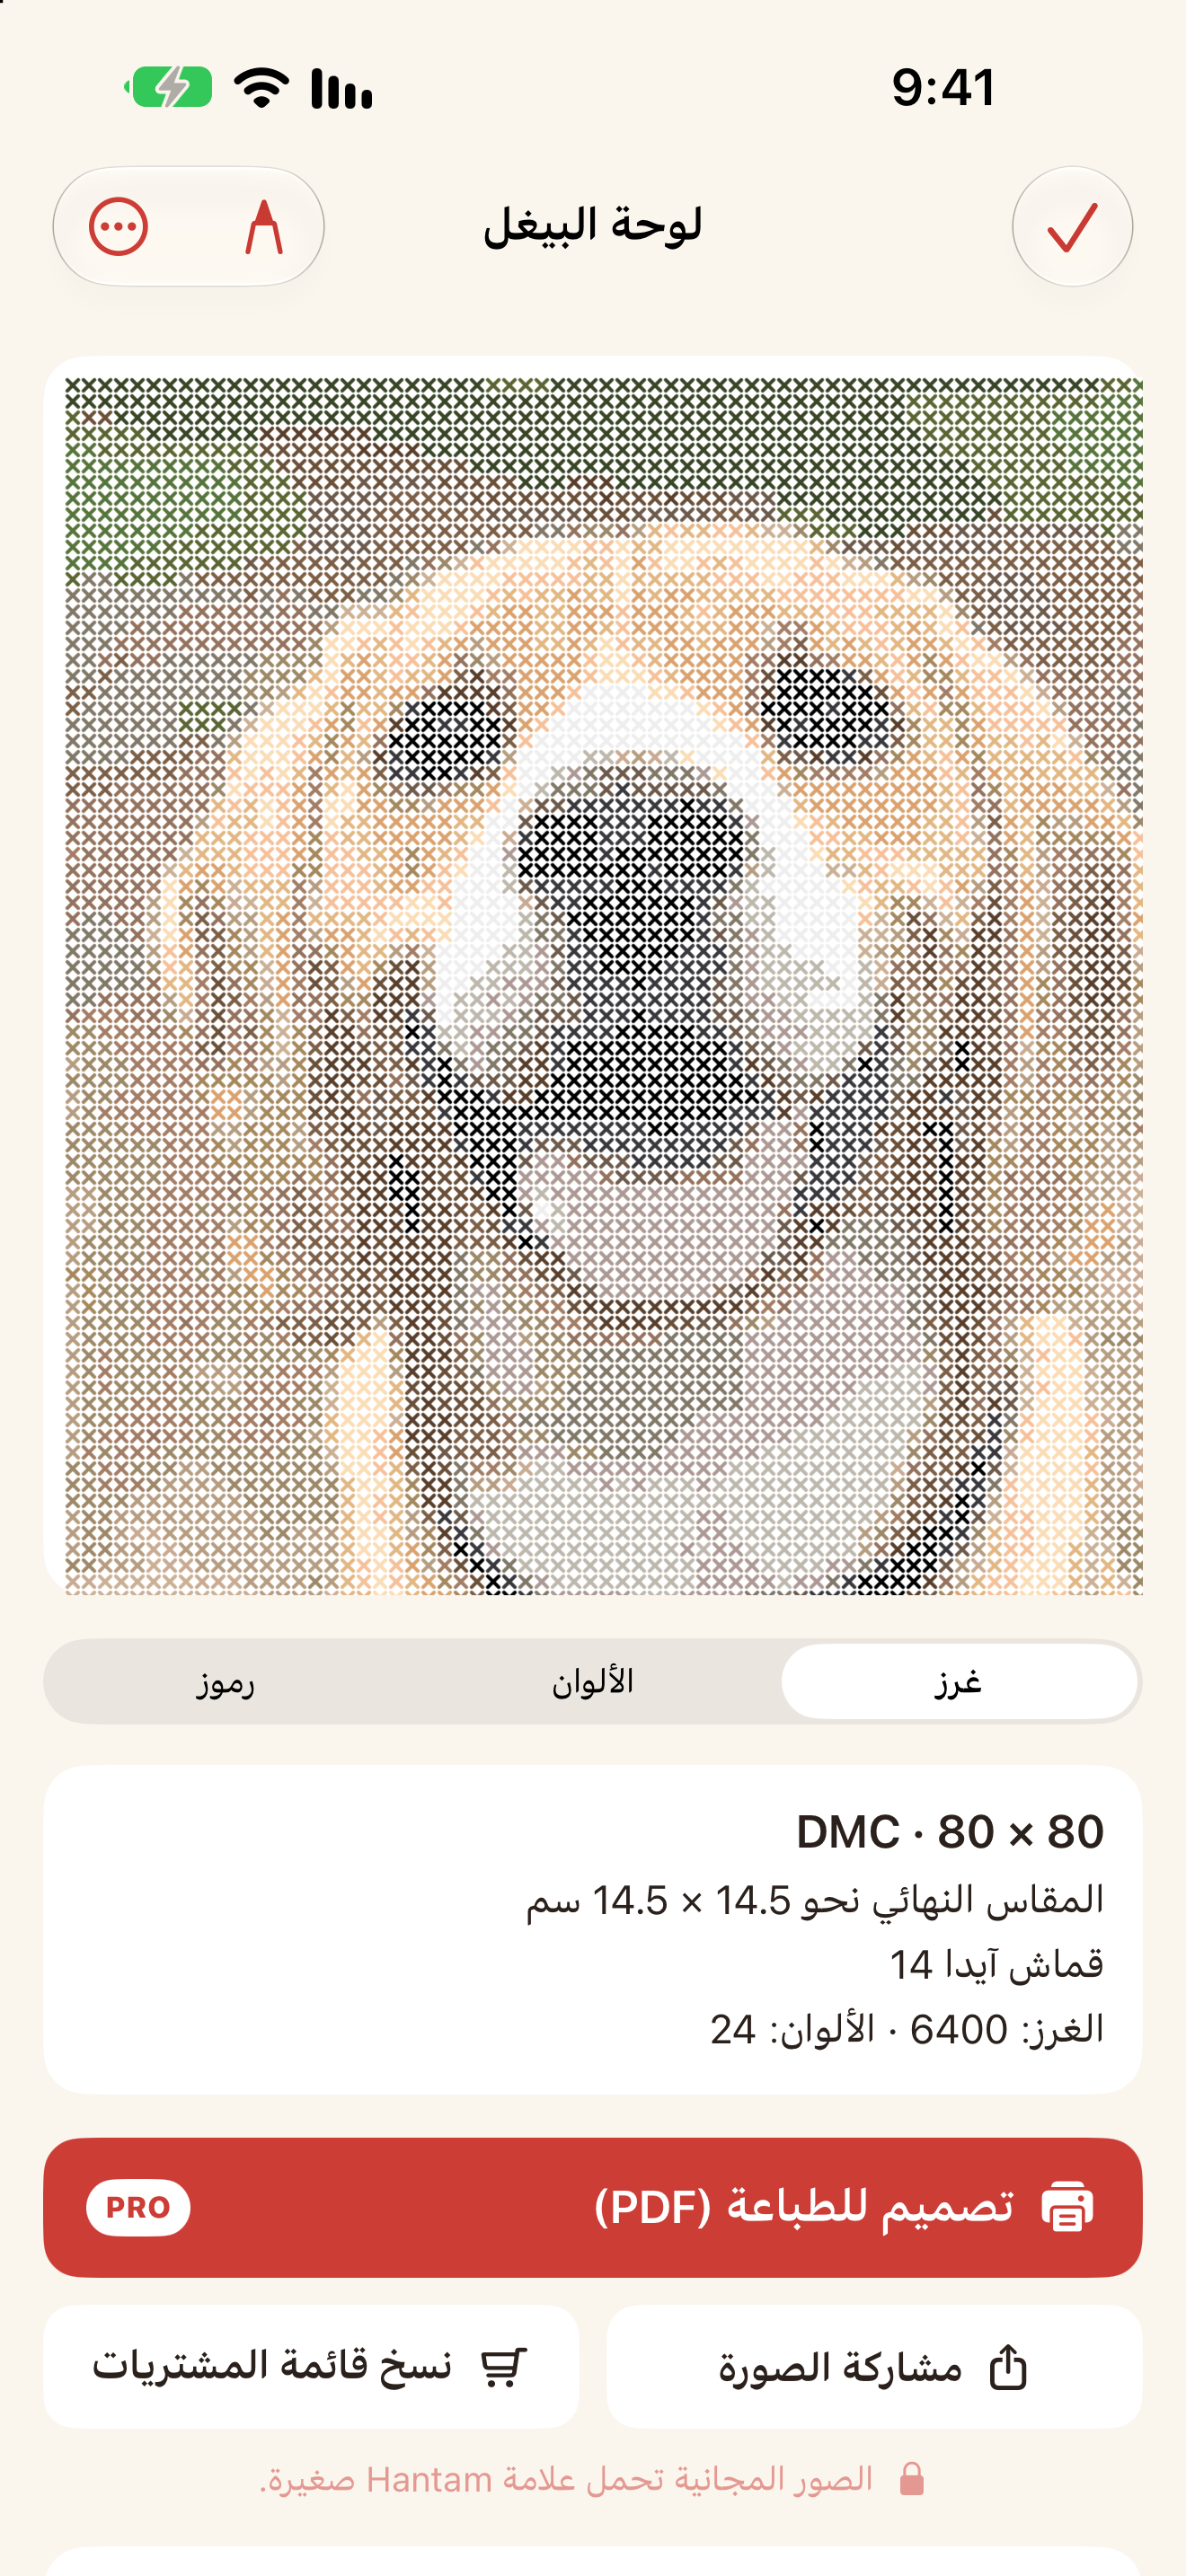 9:41
لوحة البيغل
غرز
الألوان
رموز
DMC · 80 × 80
المقاس النهائي نحو 14.5 × 14.5 سم
قماش آيدا 14
الغرز: 6400 · الألوان: 24
تصميم للطباعة (PDF)
PRO
مشاركة الصورة
نسخ قائمة المشتريات
الصور المجانية تحمل علامة Hantam صغيرة.